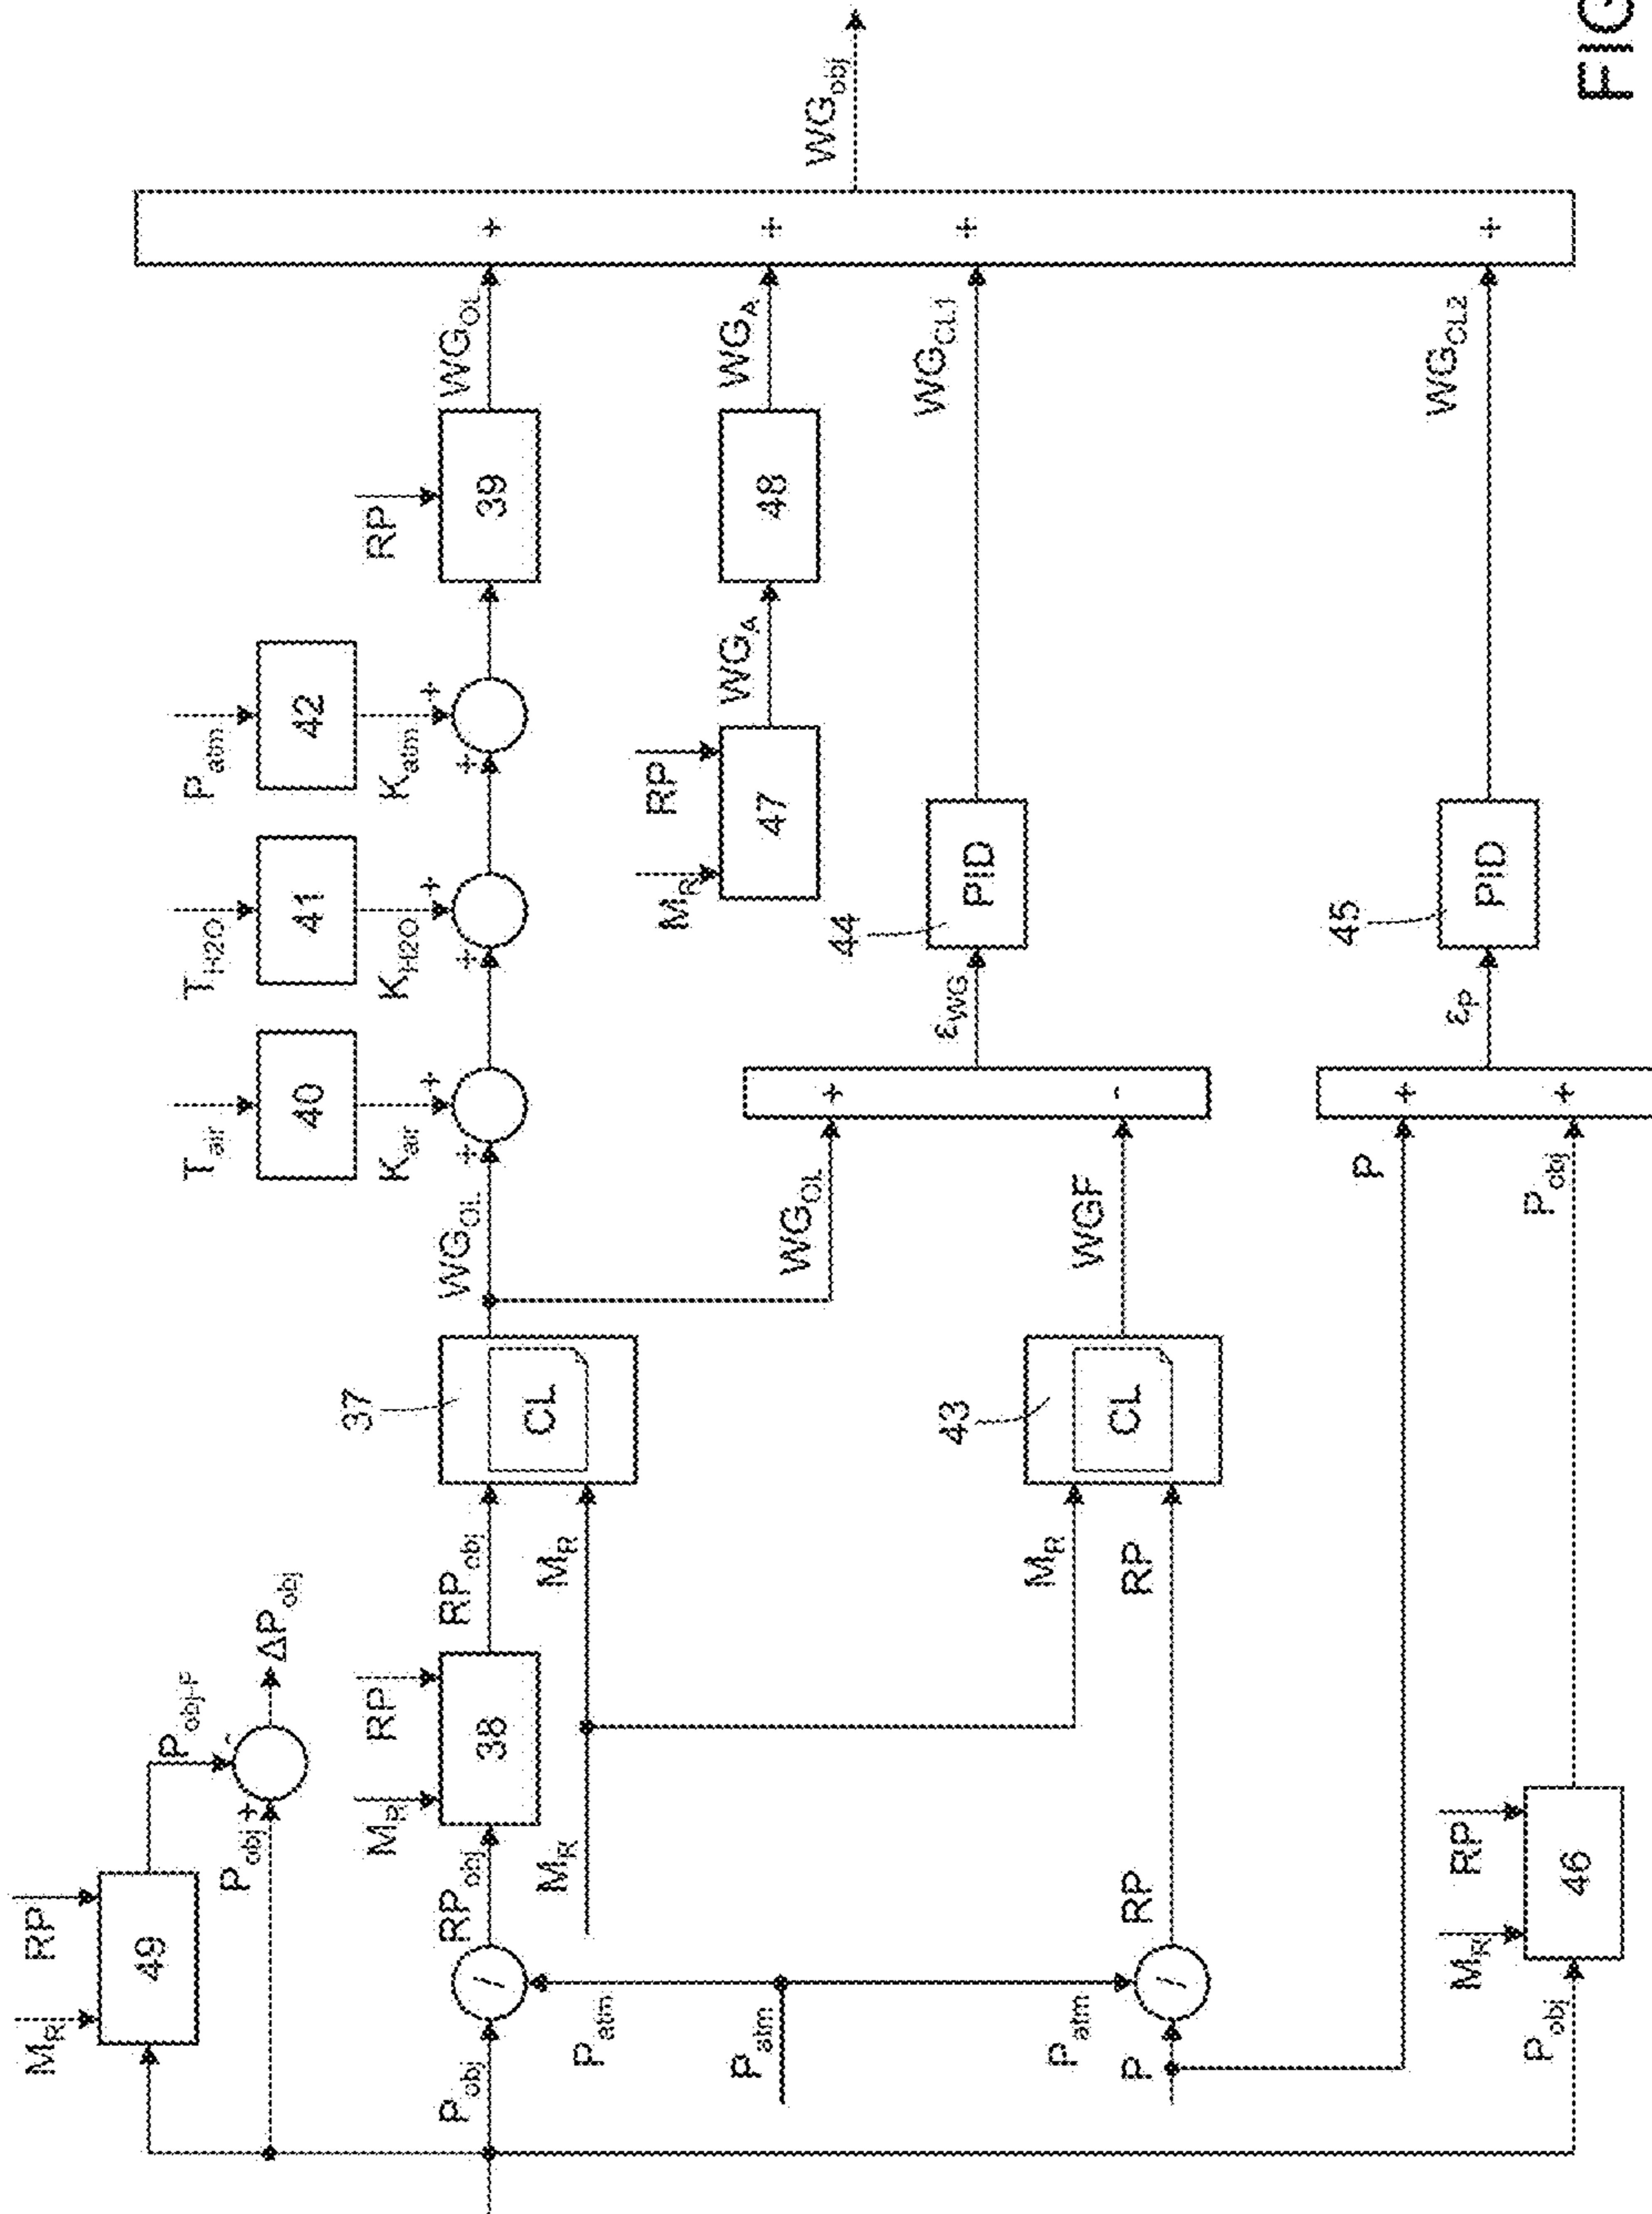 M_R RP
49
P_obj-F
P_obj + -
ΔP_obj
T_air T_H2O P_atm
40 41 42
K_air K_H2O K_atm
M_R RP
RP
P_obj / RP_obj 38 RP_obj
37
CL
WG_OL + + + + + + 39 WG_OL +
M_R M_R
P_atm
M_R RP
47 WG_A 48 WG_A +
P_atm
WG_OL +
WG_obj
44
PID
ε_WG WG_CL1 +
43
M_R
CL
P_atm
P / RP RP
WGF -
P +
45
PID
ε_P WG_CL2 +
M_R RP
P_obj 46 P_obj +
FIG